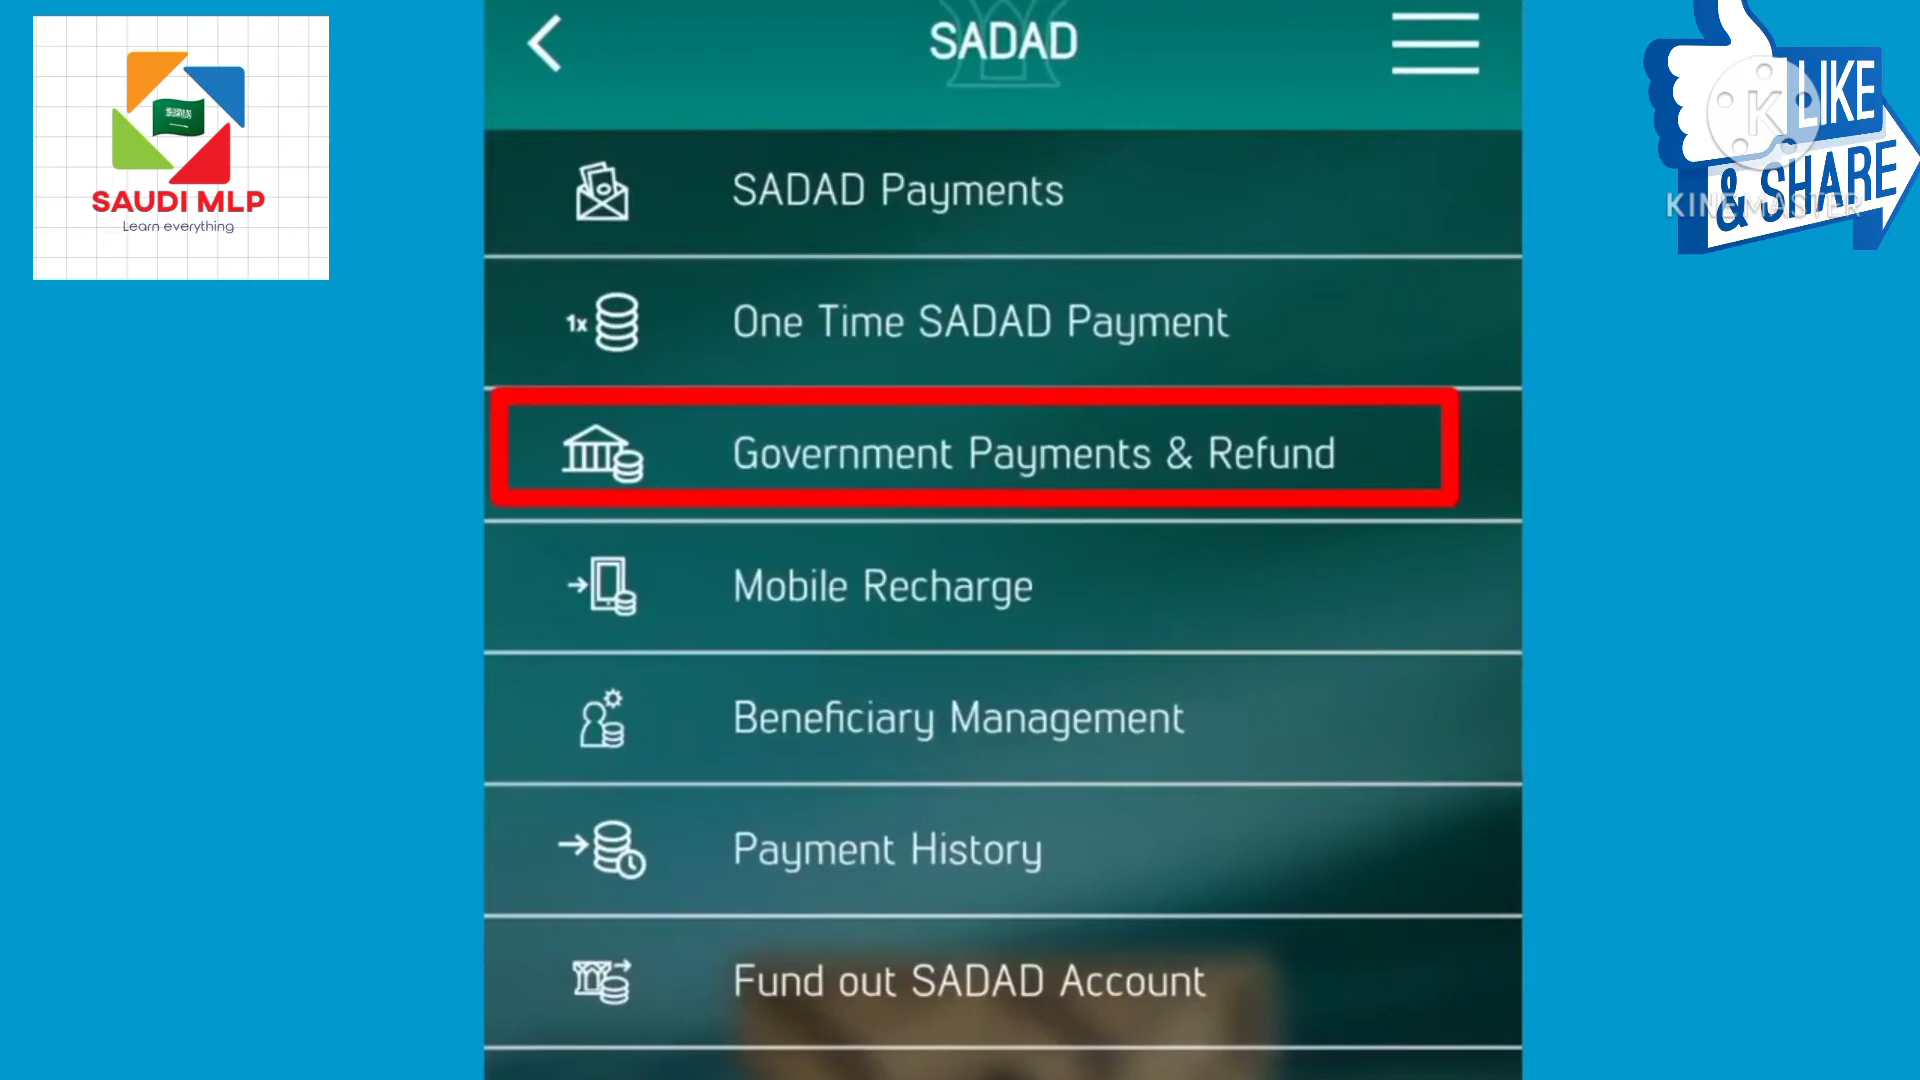 SAUDI MLP
Learn everything
SADAD
SADAD Payments
1x
One Time SADAD Payment
Government Payments & Refund
Mobile Recharge
Beneficiary Management
Payment History
Fund out SADAD Account
LIKE
& SHARE
K
KINEMASTER